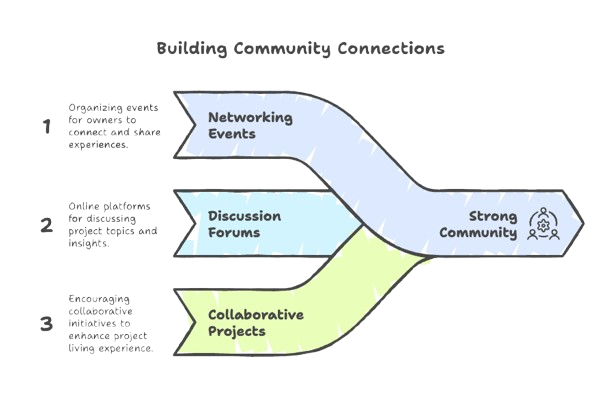 Building Community Connections
1
Organizing events
for owners to
connect and share
experiences.
Networking
Events
2
Online platforms
for discussing
project topics and
insights.
Discussion
Forums
Strong
Community
3
Encouraging
collaborative
initiatives to
enhance project
living experience.
Collaborative
Projects